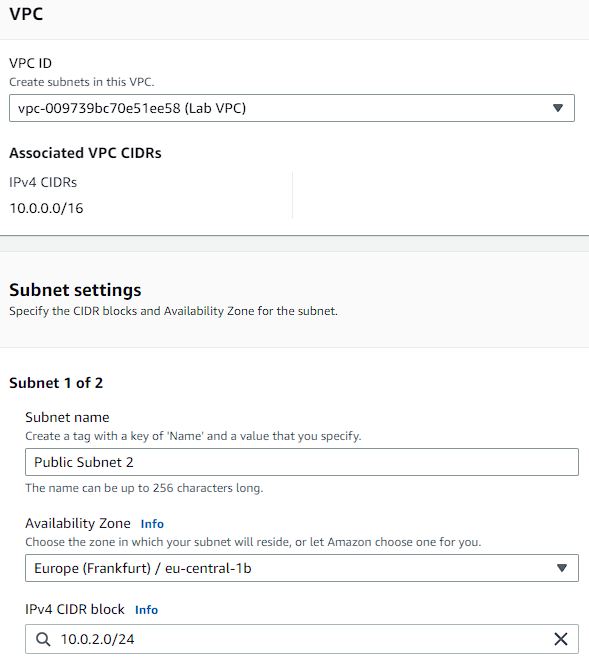 VPC
VPC ID
Create subnets in this VPC.
vpc-009739bc70e51ee58 (Lab VPC)
Associated VPC CIDRs
IPv4 CIDRs
10.0.0.0/16
Subnet settings
Specify the CIDR blocks and Availability Zone for the subnet.
Subnet 1 of 2
Subnet name
Create a tag with a key of 'Name' and a value that you specify.
Public Subnet 2
The name can be up to 256 characters long.
Availability Zone Info
Choose the zone in which your subnet will reside, or let Amazon choose one for you.
Europe (Frankfurt) / eu-central-1b
IPv4 CIDR block Info
10.0.2.0/24